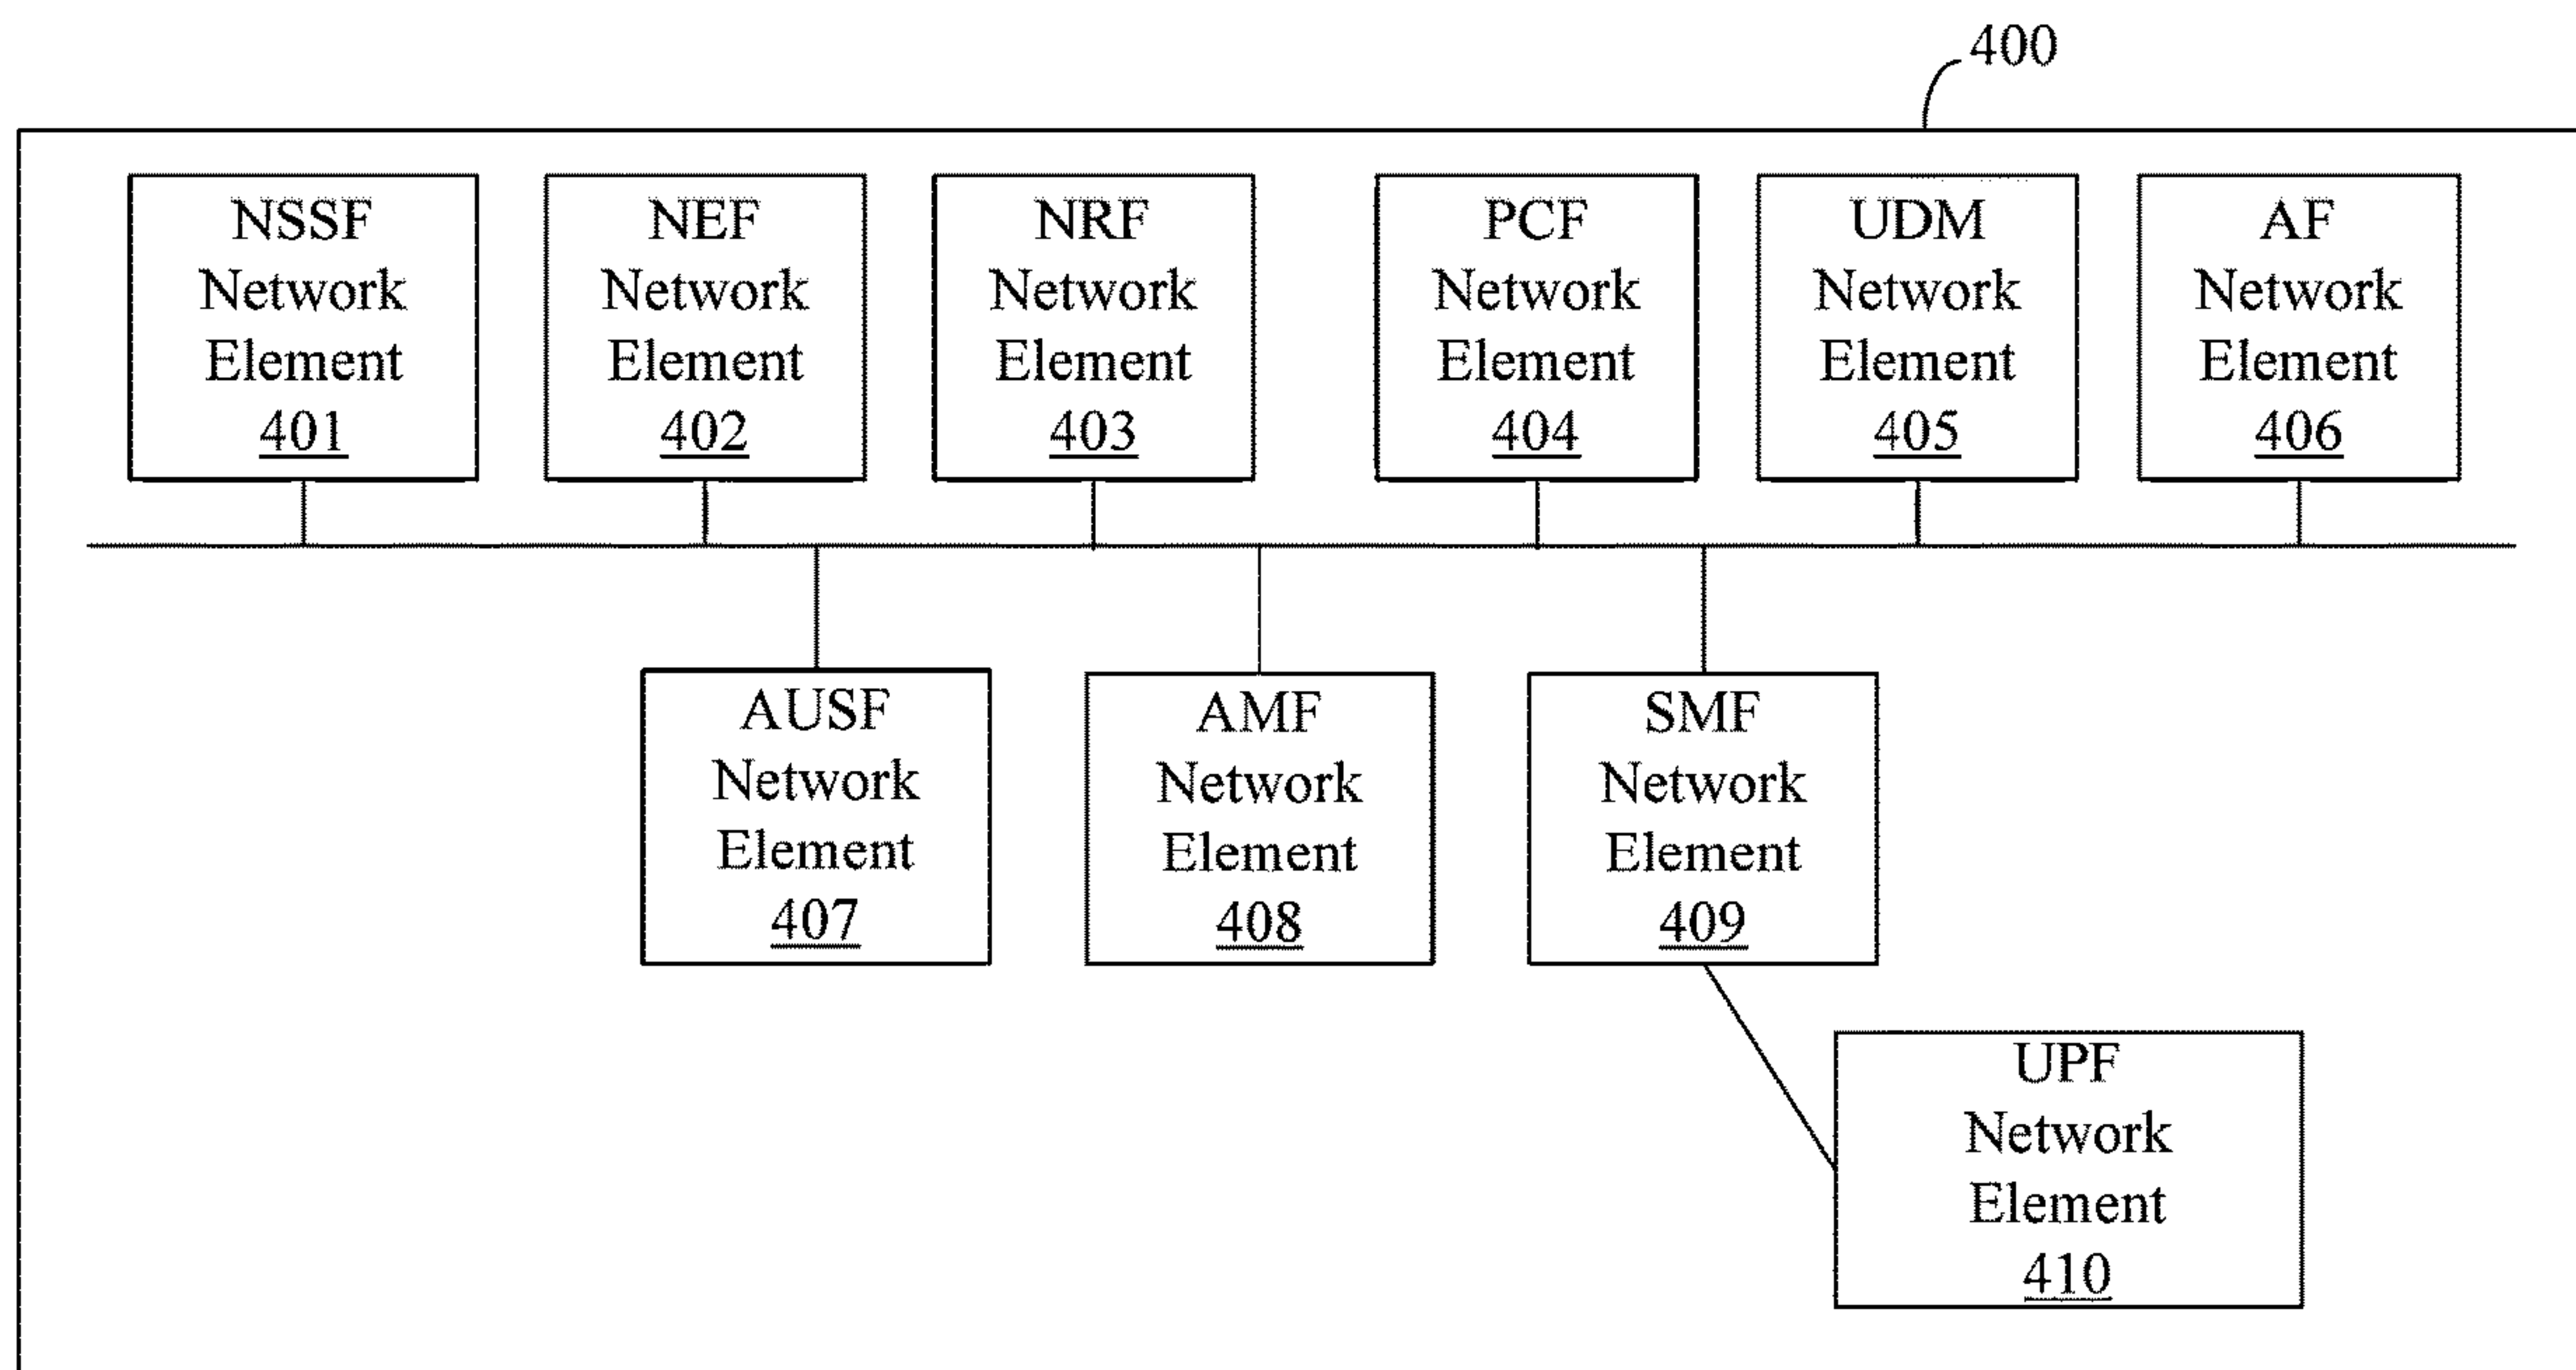 400
NSSF
Network
Element
401
NEF
Network
Element
402
NRF
Network
Element
403
PCF
Network
Element
404
UDM
Network
Element
405
AF
Network
Element
406
AUSF
Network
Element
407
AMF
Network
Element
408
SMF
Network
Element
409
UPF
Network
Element
410